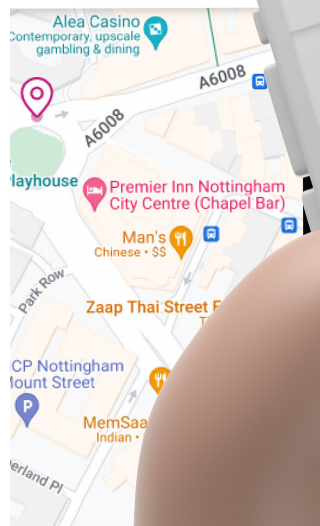 Alea Casino
Contemporary, upscale
gambling & dining
A6008
A6008
Playhouse
Premier Inn Nottingham
City Centre (Chapel Bar)
Man's
Chinese • $$
Park Row
Zaap Thai Street F
NCP Nottingham
Mount Street
P
MemSaa
Indian •
erland Pl